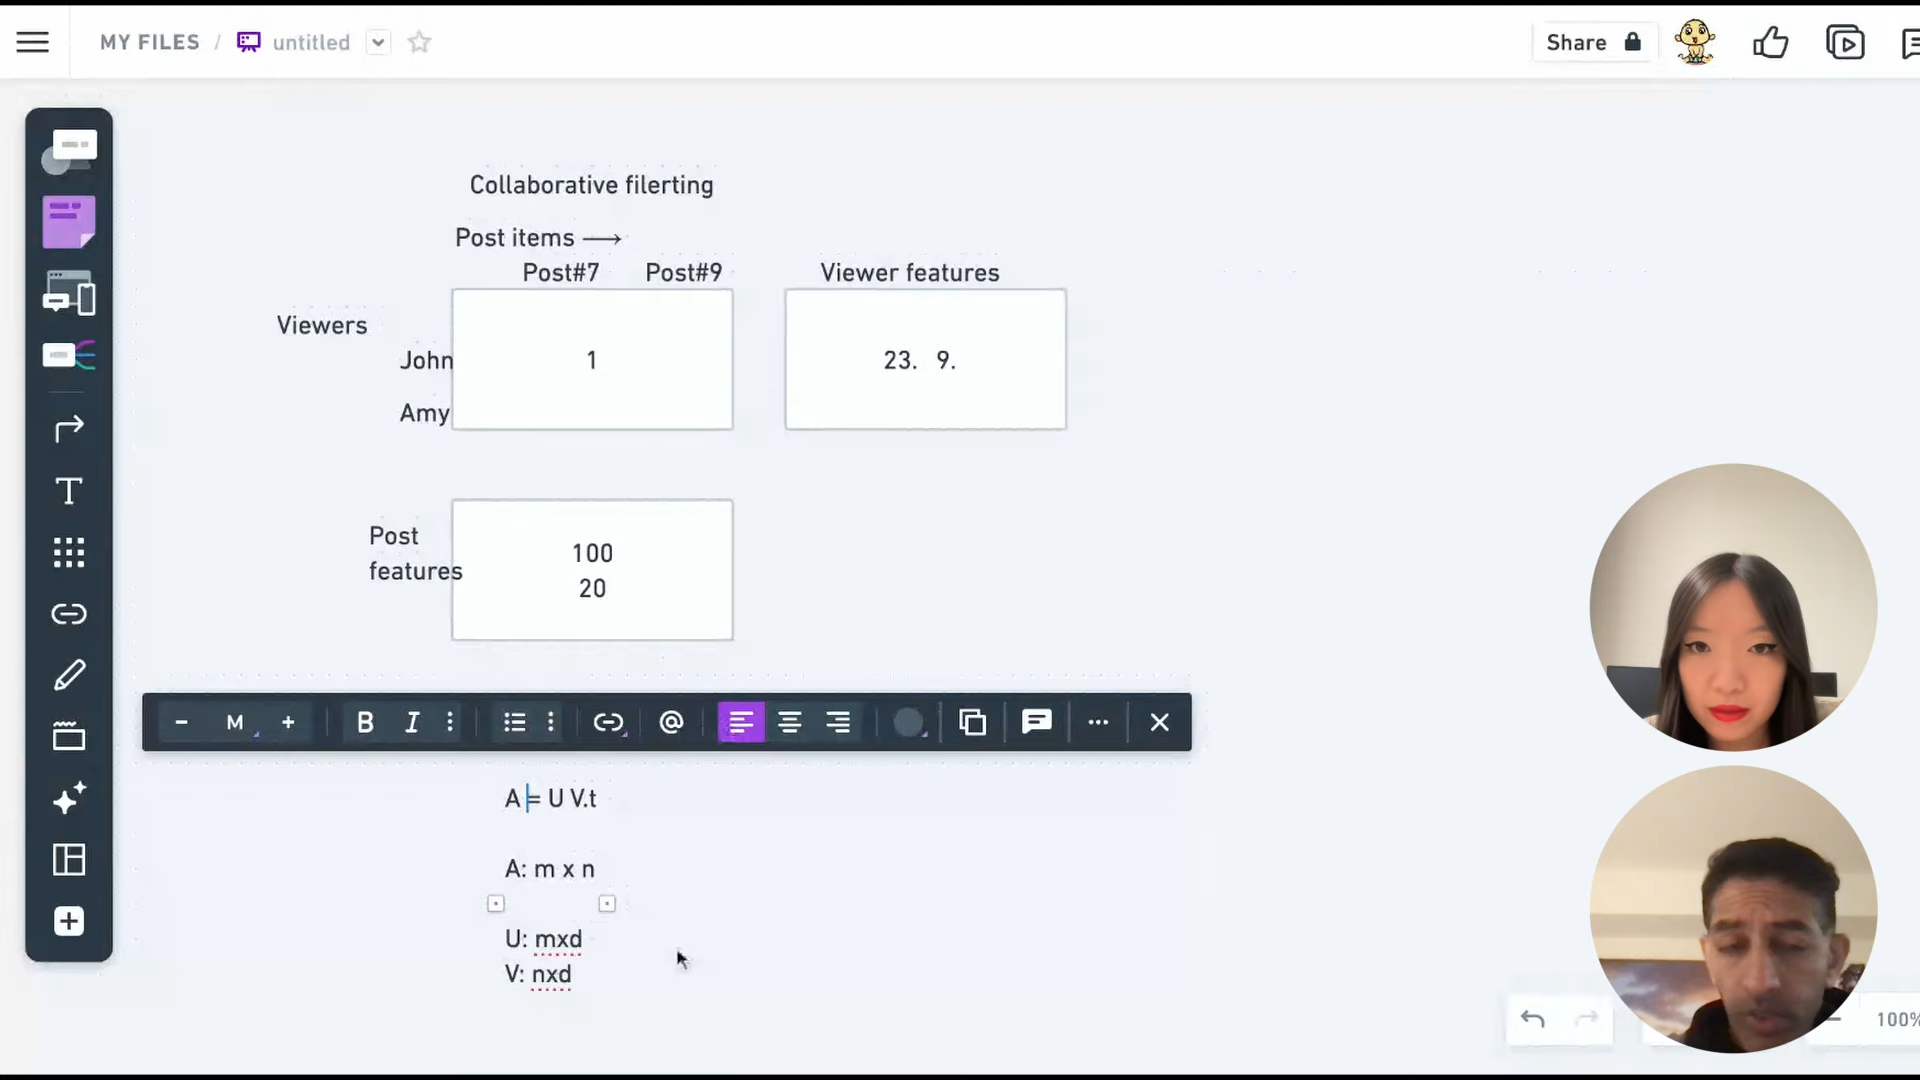 MY FILES / untitled
Share
Collaborative filerting
Post items →
Post#7 Post#9
Viewer features
Viewers
John
1
23. 9.
Amy
Post
features
100
20
M
B I
@
A = U V.t
A: m x n
U: mxd
V: nxd
100%